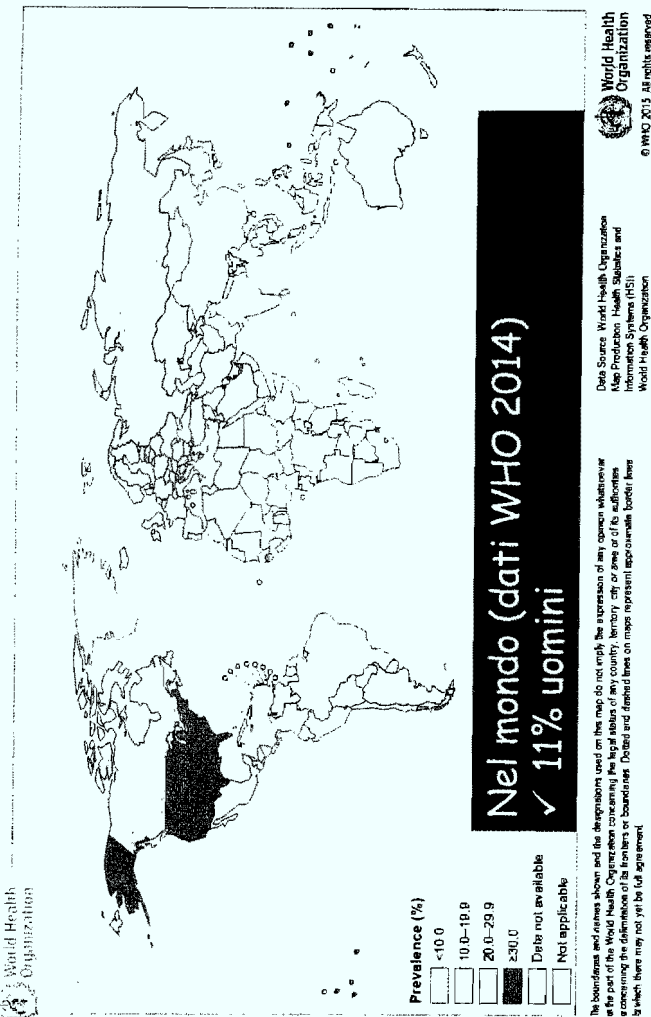 World Health
Organization
Nel mondo (dati WHO 2014)
✓ 11% uomini
Prevalence (%)
<10.0
10.0–19.9
20.0–29.9
≥30.0
Data not available
Not applicable
The boundaries and names shown and the designations used on this map do not imply the expression of any opinion whatsoever
on the part of the World Health Organization concerning the legal status of any country, territory, city or area or of its authorities,
or concerning the delimitation of its frontiers or boundaries. Dotted and dashed lines on maps represent approximate border lines
for which there may not yet be full agreement.
Data Source: World Health Organization
Map Production: Health Statistics and
Information Systems (HSI)
World Health Organization
World Health
Organization
© WHO 2015. All rights reserved